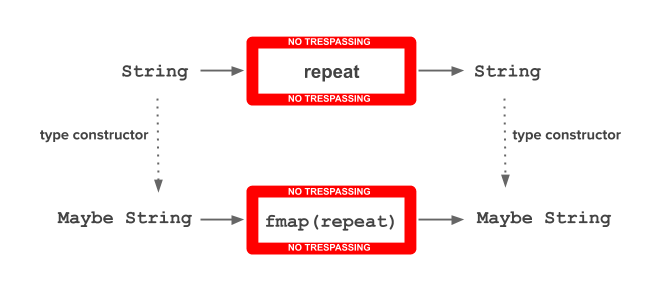 NO TRESPASSING
String
repeat
String
NO TRESPASSING
type constructor
type constructor
NO TRESPASSING
Maybe String
fmap(repeat)
Maybe String
NO TRESPASSING